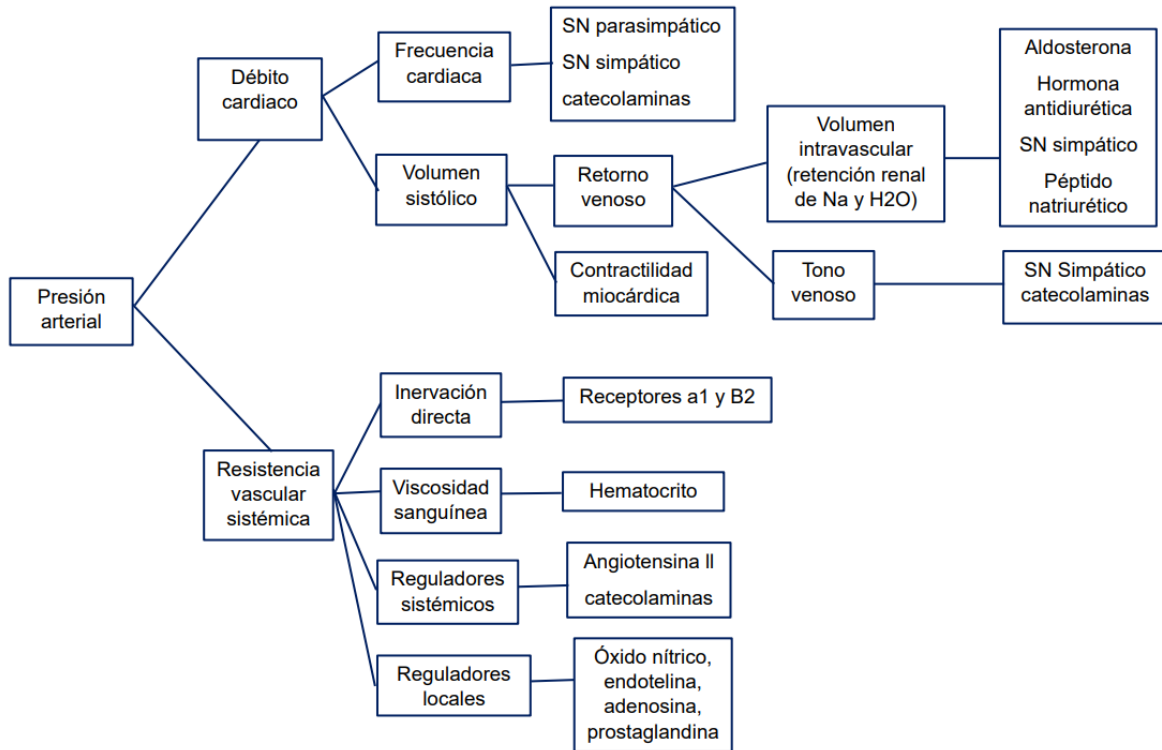 Presión
arterial
Débito
cardiaco
Frecuencia
cardiaca
SN parasimpático
SN simpático
catecolaminas
Volumen
sistólico
Retorno
venoso
Volumen
intravascular
(retención renal
de Na y H2O)
Aldosterona
Hormona
antidiurética
SN simpático
Péptido
natriurético
Tono
venoso
SN Simpático
catecolaminas
Contractilidad
miocárdica
Resistencia
vascular
sistémica
Inervación
directa
Receptores a1 y B2
Viscosidad
sanguínea
Hematocrito
Reguladores
sistémicos
Angiotensina II
catecolaminas
Reguladores
locales
Óxido nítrico,
endotelina,
adenosina,
prostaglandina